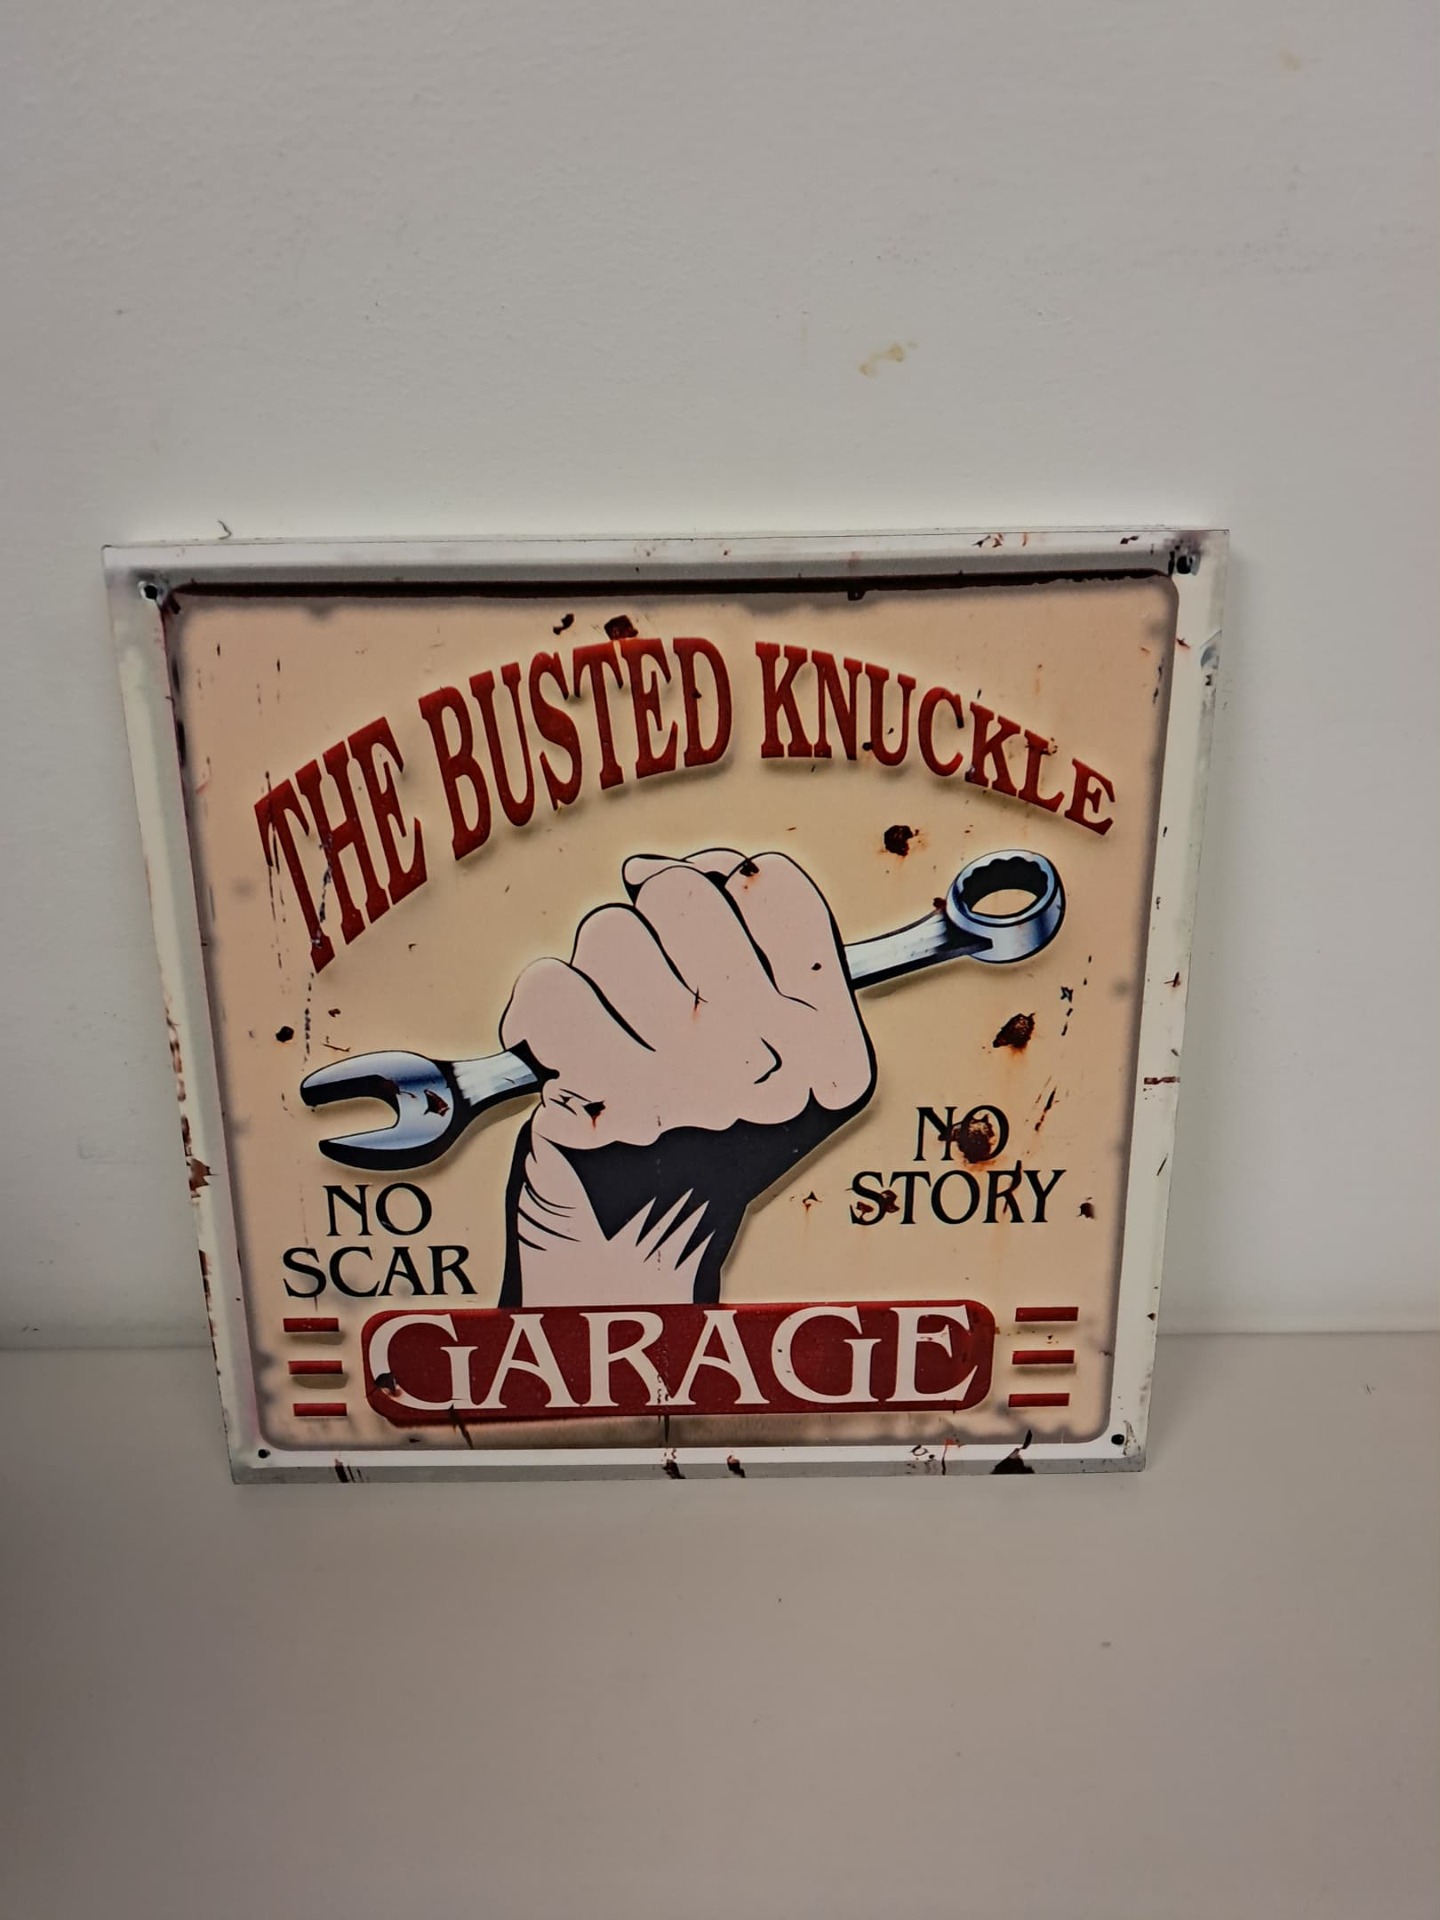 THE BUSTED KNUCKLE
NO
SCAR
NO
STORY
GARAGE